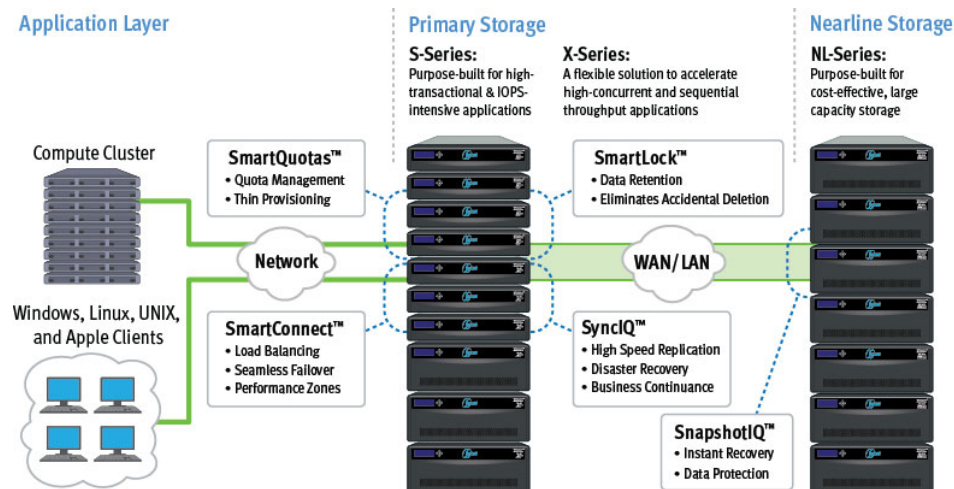 Application Layer
Primary Storage
Nearline Storage
S-Series:
Purpose-built for high-
transactional & IOPS-
intensive applications
X-Series:
A flexible solution to accelerate
high-concurrent and sequential
throughput applications
NL-Series:
Purpose-built for
cost-effective, large
capacity storage
Compute Cluster
SmartQuotas™
• Quota Management
• Thin Provisioning
SmartLock™
• Data Retention
• Eliminates Accidental Deletion
Network
WAN/LAN
Windows, Linux, UNIX,
and Apple Clients
SmartConnect™
• Load Balancing
• Seamless Failover
• Performance Zones
SyncIQ™
• High Speed Replication
• Disaster Recovery
• Business Continuance
SnapshotIQ™
• Instant Recovery
• Data Protection